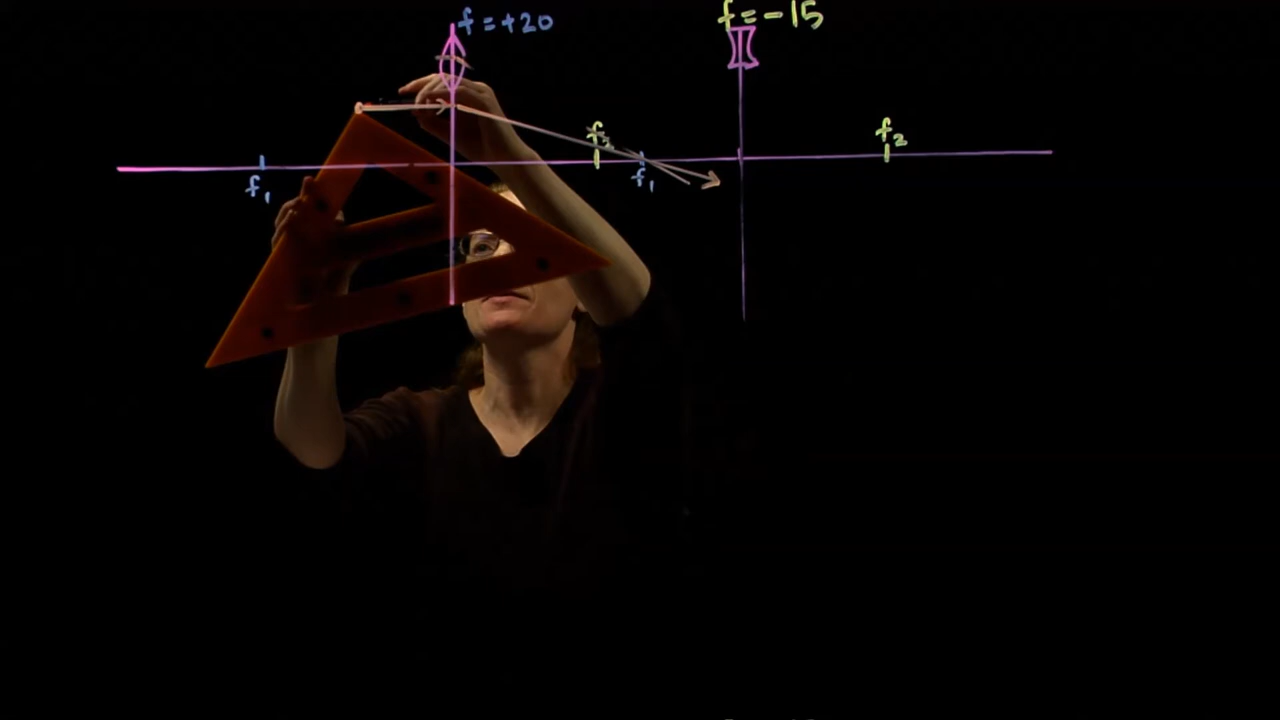 f = +20
f = -15
f₂
f₂
f₁
f₁